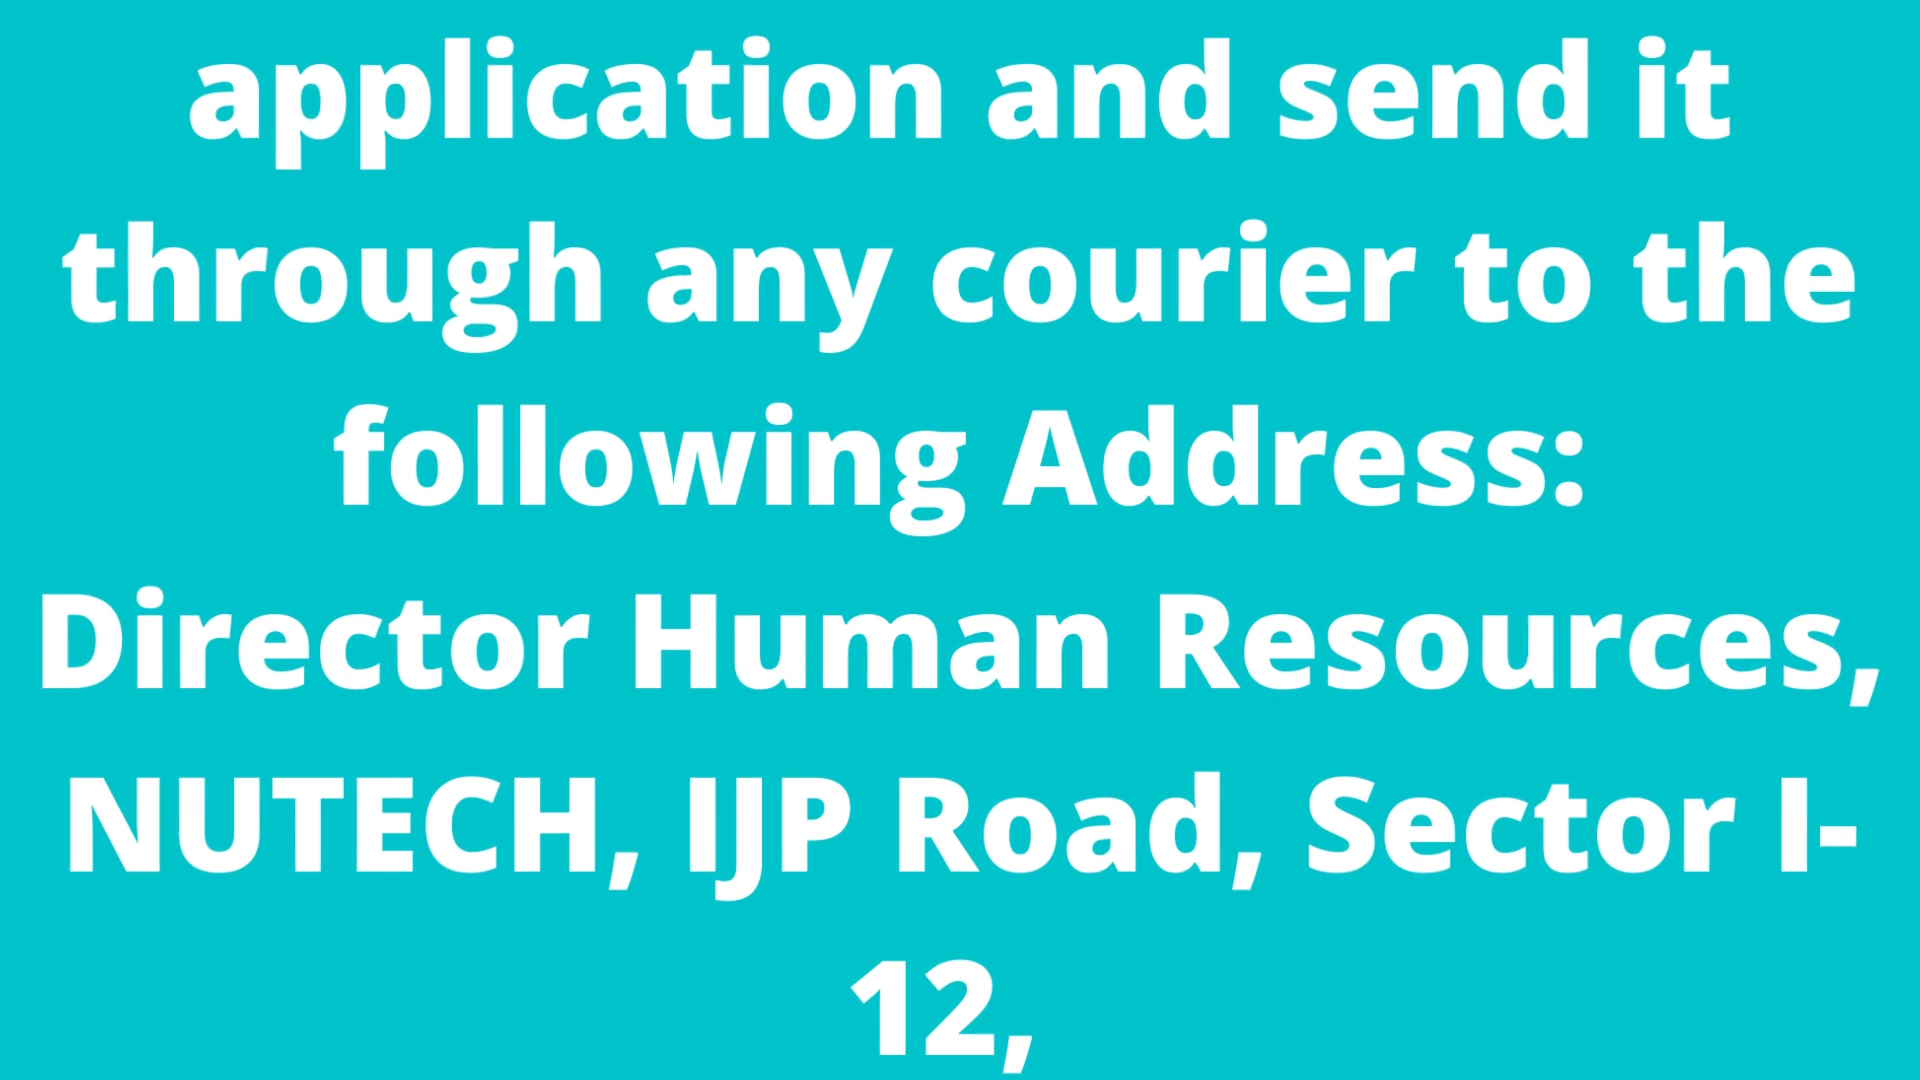 application and send it
through any courier to the
following Address:
Director Human Resources,
NUTECH, IJP Road, Sector I-
12,